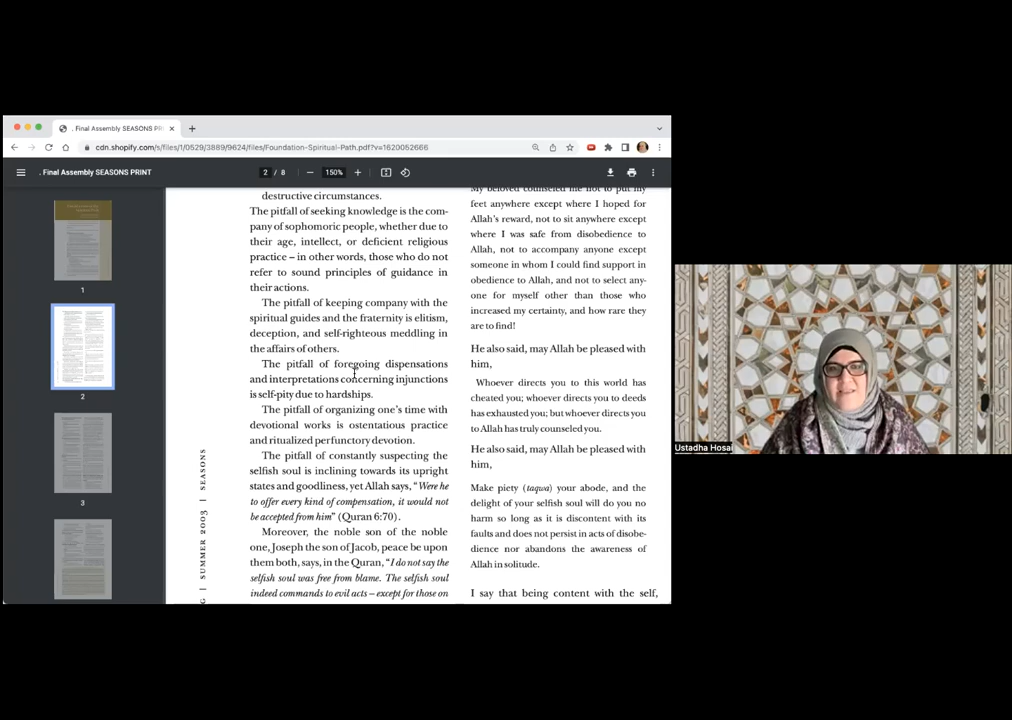 . Final Assembly SEASONS PRI
cdn.shopify.com/s/files/1/0529/3889/9624/files/Foundation-Spiritual-Path.pdf?v=1620052666
. Final Assembly SEASONS PRINT
2 / 8
150%
1
2
3
SUMMER 2003 | SEASONS
destructive circumstances.
The pitfall of seeking knowledge is the com-
pany of sophomoric people, whether due to
their age, intellect, or deficient religious
practice – in other words, those who do not
refer to sound principles of guidance in
their actions.
The pitfall of keeping company with the
spiritual guides and the fraternity is elitism,
deception, and self-righteous meddling in
the affairs of others.
The pitfall of foregoing dispensations
and interpretations concerning injunctions
is self-pity due to hardships.
The pitfall of organizing one's time with
devotional works is ostentatious practice
and ritualized perfunctory devotion.
The pitfall of constantly suspecting the
selfish soul is inclining towards its upright
states and goodliness, yet Allah says, "Were he
to offer every kind of compensation, it would not
be accepted from him" (Quran 6:70).
Moreover, the noble son of the noble
one, Joseph the son of Jacob, peace be upon
them both, says, in the Quran, "I do not say the
selfish soul was free from blame. The selfish soul
indeed commands to evil acts – except for those on
My beloved counseled me not to put my
feet anywhere except where I hoped for
Allah's reward, not to sit anywhere except
where I was safe from disobedience to
Allah, not to accompany anyone except
someone in whom I could find support in
obedience to Allah, and not to select any-
one for myself other than those who
increased my certainty, and how rare they
are to find!
He also said, may Allah be pleased with
him,
Whoever directs you to this world has
cheated you; whoever directs you to deeds
has exhausted you; but whoever directs you
to Allah has truly counseled you.
He also said, may Allah be pleased with
him,
Make piety (taqwa) your abode, and the
delight of your selfish soul will do you no
harm so long as it is discontent with its
faults and does not persist in acts of disobe-
dience nor abandons the awareness of
Allah in solitude.
I say that being content with the self,
Ustadha Hosai